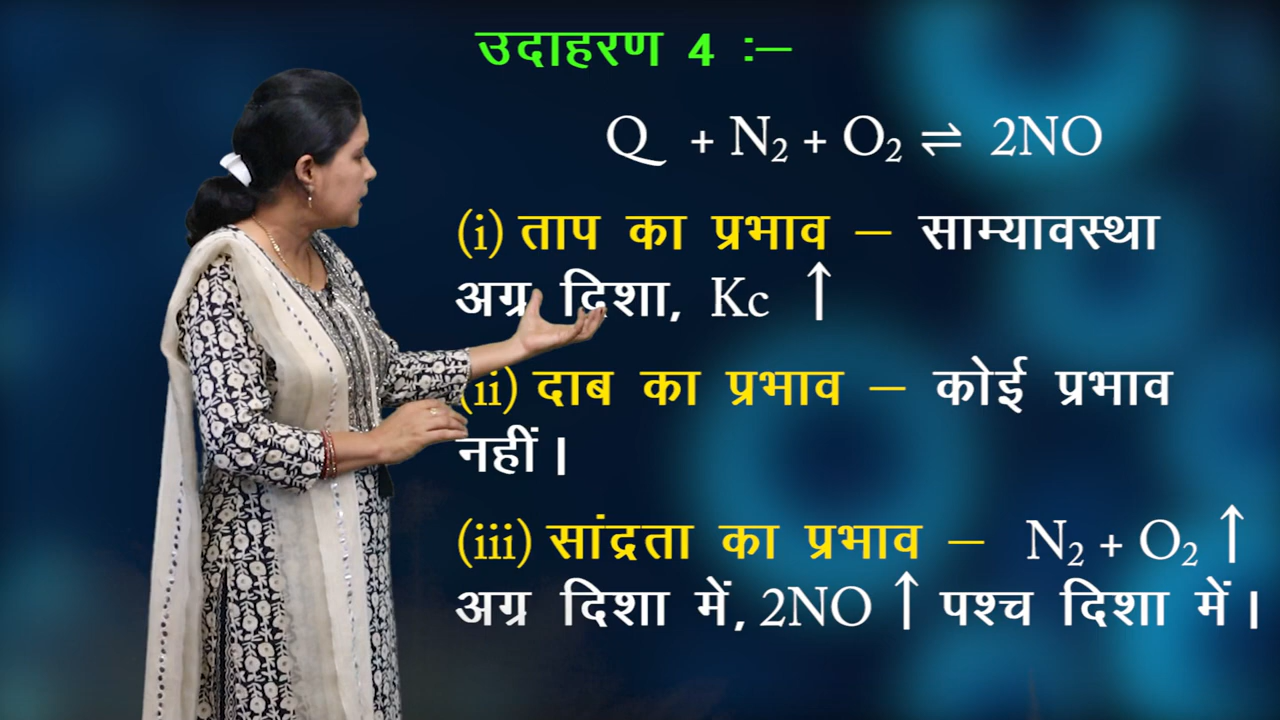 उदाहरण 4 :–
Q + N₂ + O₂ ⇌ 2NO
(i) ताप का प्रभाव – साम्यावस्था
अग्र दिशा, Kc ↑
(ii) दाब का प्रभाव – कोई प्रभाव
नहीं।
(iii) सांद्रता का प्रभाव – N₂ + O₂ ↑
अग्र दिशा में, 2NO ↑ पश्च दिशा में।